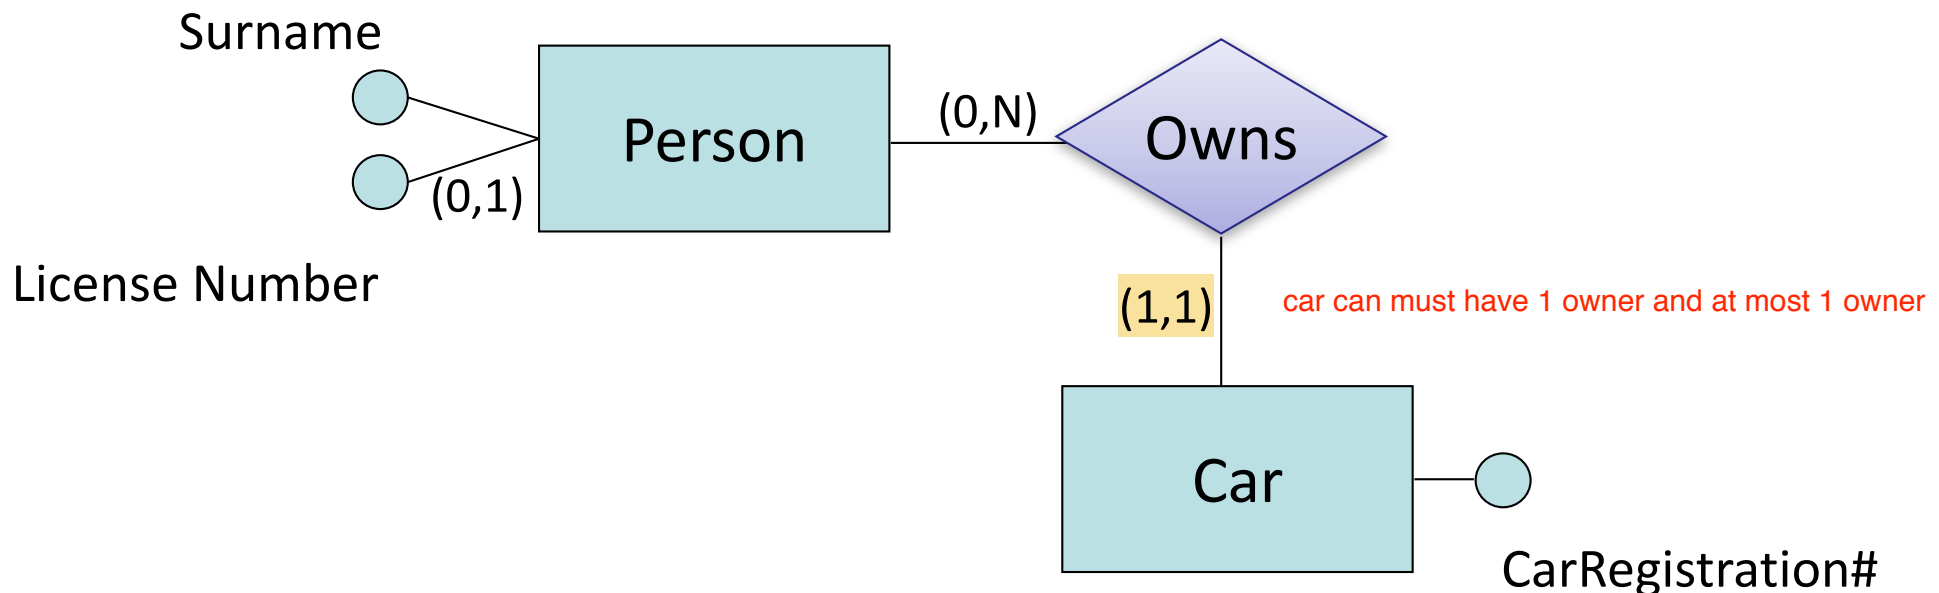 Surname
Person
(0,N)
Owns
(0,1)
License Number
(1,1)
car can must have 1 owner and at most 1 owner
Car
CarRegistration#